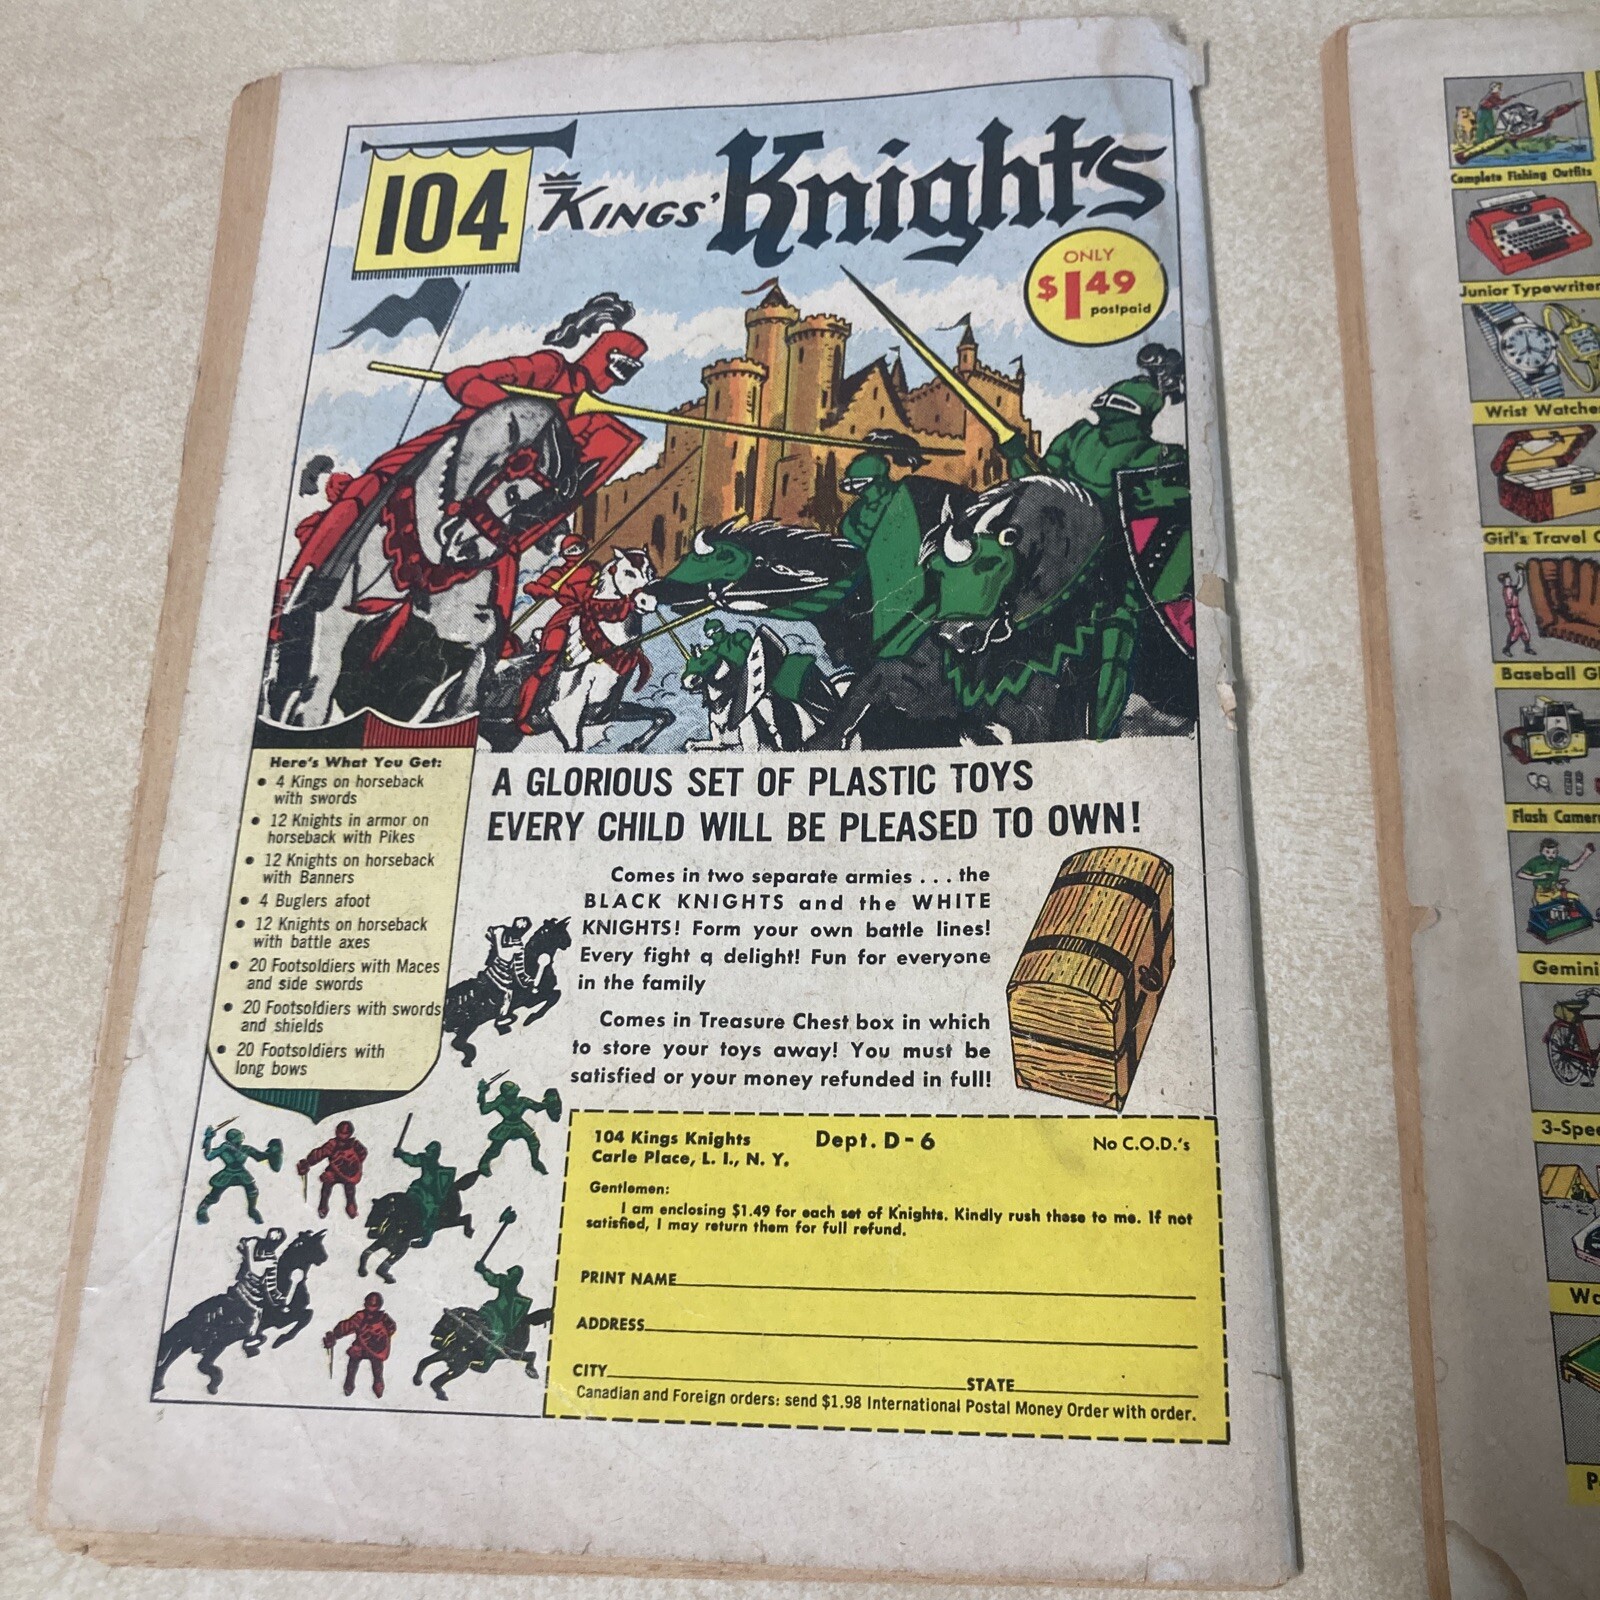 104
KINGS' Knights
ONLY
$1.49
postpaid
Here's What You Get:
• 4 Kings on horseback
with swords
• 12 Knights in armor on
horseback with Pikes
• 12 Knights on horseback
with Banners
• 4 Buglers afoot
• 12 Knights on horseback
with battle axes
• 20 Footsoldiers with Maces
and side swords
• 20 Footsoldiers with swords
and shields
• 20 Footsoldiers with
long bows
A GLORIOUS SET OF PLASTIC TOYS
EVERY CHILD WILL BE PLEASED TO OWN!
Comes in two separate armies . . . the
BLACK KNIGHTS and the WHITE
KNIGHTS! Form your own battle lines!
Every fight a delight! Fun for everyone
in the family
Comes in Treasure Chest box in which
to store your toys away! You must be
satisfied or your money refunded in full!
104 Kings Knights Dept. D-6 No C.O.D.'s
Carle Place, L. I., N. Y.
Gentlemen:
I am enclosing $1.49 for each set of Knights. Kindly rush these to me. If not
satisfied, I may return them for full refund.
PRINT NAME
ADDRESS
CITY STATE
Canadian and Foreign orders: send $1.98 International Postal Money Order with order.
Complete Fishing Outfits
Junior Typewriter
Wrist Watche
Girl's Travel
Baseball Gl
Flash Camer
Gemini
3-Spee